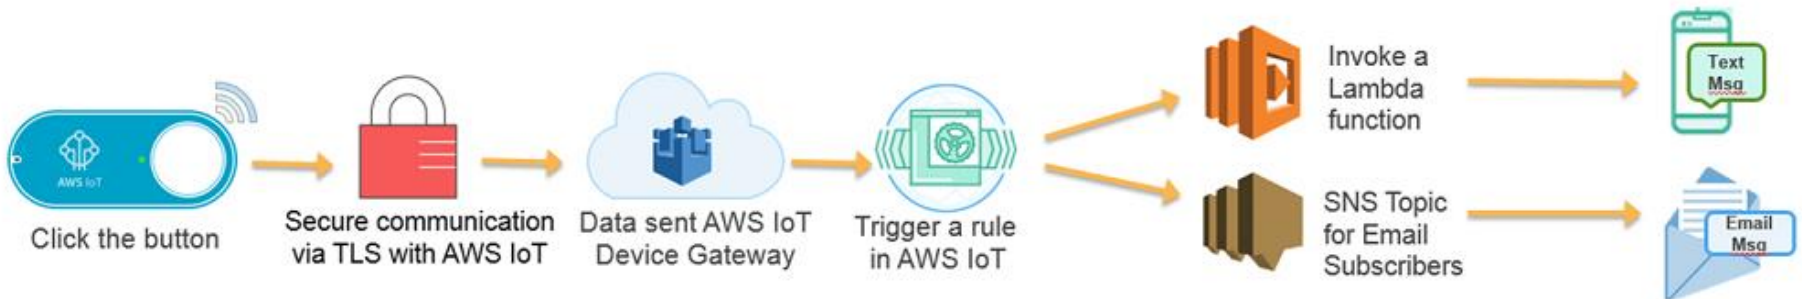 AWS IoT
Click the button
Secure communication
via TLS with AWS IoT
Data sent AWS IoT
Device Gateway
Trigger a rule
in AWS IoT
Invoke a
Lambda
function
Text
Msg
SNS Topic
for Email
Subscribers
Email
Msg